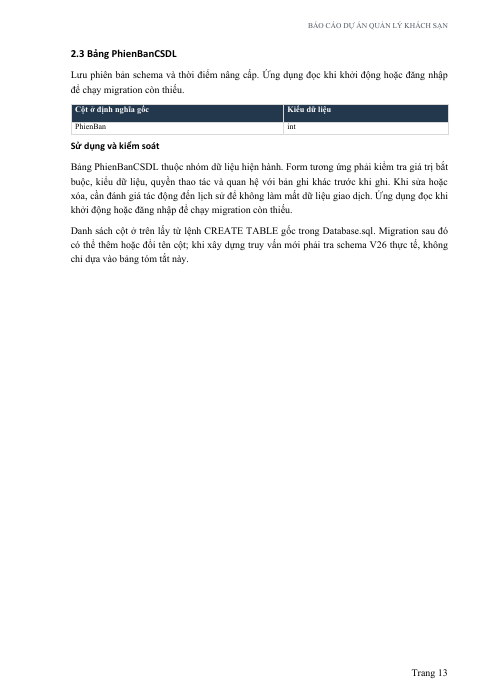 BÁO CÁO DỰ ÁN QUẢN LÝ KHÁCH SẠN
2.3 Bảng PhienBanCSDL
Lưu phiên bản schema và thời điểm nâng cấp. Ứng dụng đọc khi khởi động hoặc đăng nhập
để chạy migration còn thiếu.
Cột ở định nghĩa gốc Kiểu dữ liệu
PhienBan int
Sử dụng và kiểm soát
Bảng PhienBanCSDL thuộc nhóm dữ liệu hiện hành. Form tương ứng phải kiểm tra giá trị bắt
buộc, kiểu dữ liệu, quyền thao tác và quan hệ với bản ghi khác trước khi ghi. Khi sửa hoặc
xóa, cần đánh giá tác động đến lịch sử để không làm mất dữ liệu giao dịch. Ứng dụng đọc khi
khởi động hoặc đăng nhập để chạy migration còn thiếu.
Danh sách cột ở trên lấy từ lệnh CREATE TABLE gốc trong Database.sql. Migration sau đó
có thể thêm hoặc đổi tên cột; khi xây dựng truy vấn mới phải tra schema V26 thực tế, không
chỉ dựa vào bảng tóm tắt này.
Trang 13